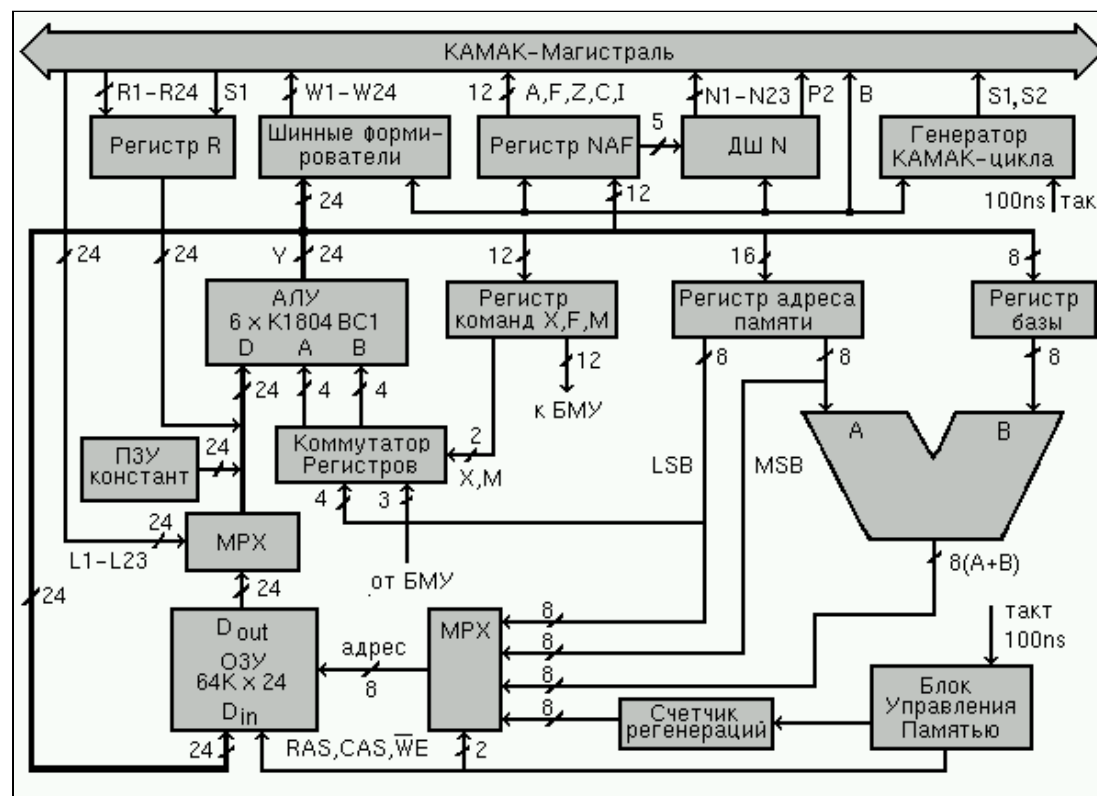 КАМАК-Магистраль
R1-R24
S1
W1-W24
12
A,F,Z,C,I
N1-N23
P2
B
S1,S2
Регистр R
Шинные форми-
рователи
Регистр NAF
5
ДШ N
Генератор
КАМАК-цикла
24
12
100ns
так
24
24
Y
24
12
16
8
АЛУ
6 x К1804 ВС1
D
A
B
Регистр
команд X,F,M
Регистр адреса
памяти
Регистр
базы
24
4
4
12
8
8
8
к БМУ
ПЗУ
констант
24
Коммутатор
Регистров
2
X,M
LSB
MSB
A
B
4
3
24
L1-L23
MPX
от БМУ
8(A+B)
24
24
D out
ОЗУ
64K x 24
D in
адрес
8
MPX
8
8
8
8
такт
100ns
Счетчик
регенераций
Блок
Управления
Памятью
24
RAS,CAS,W̅E
2